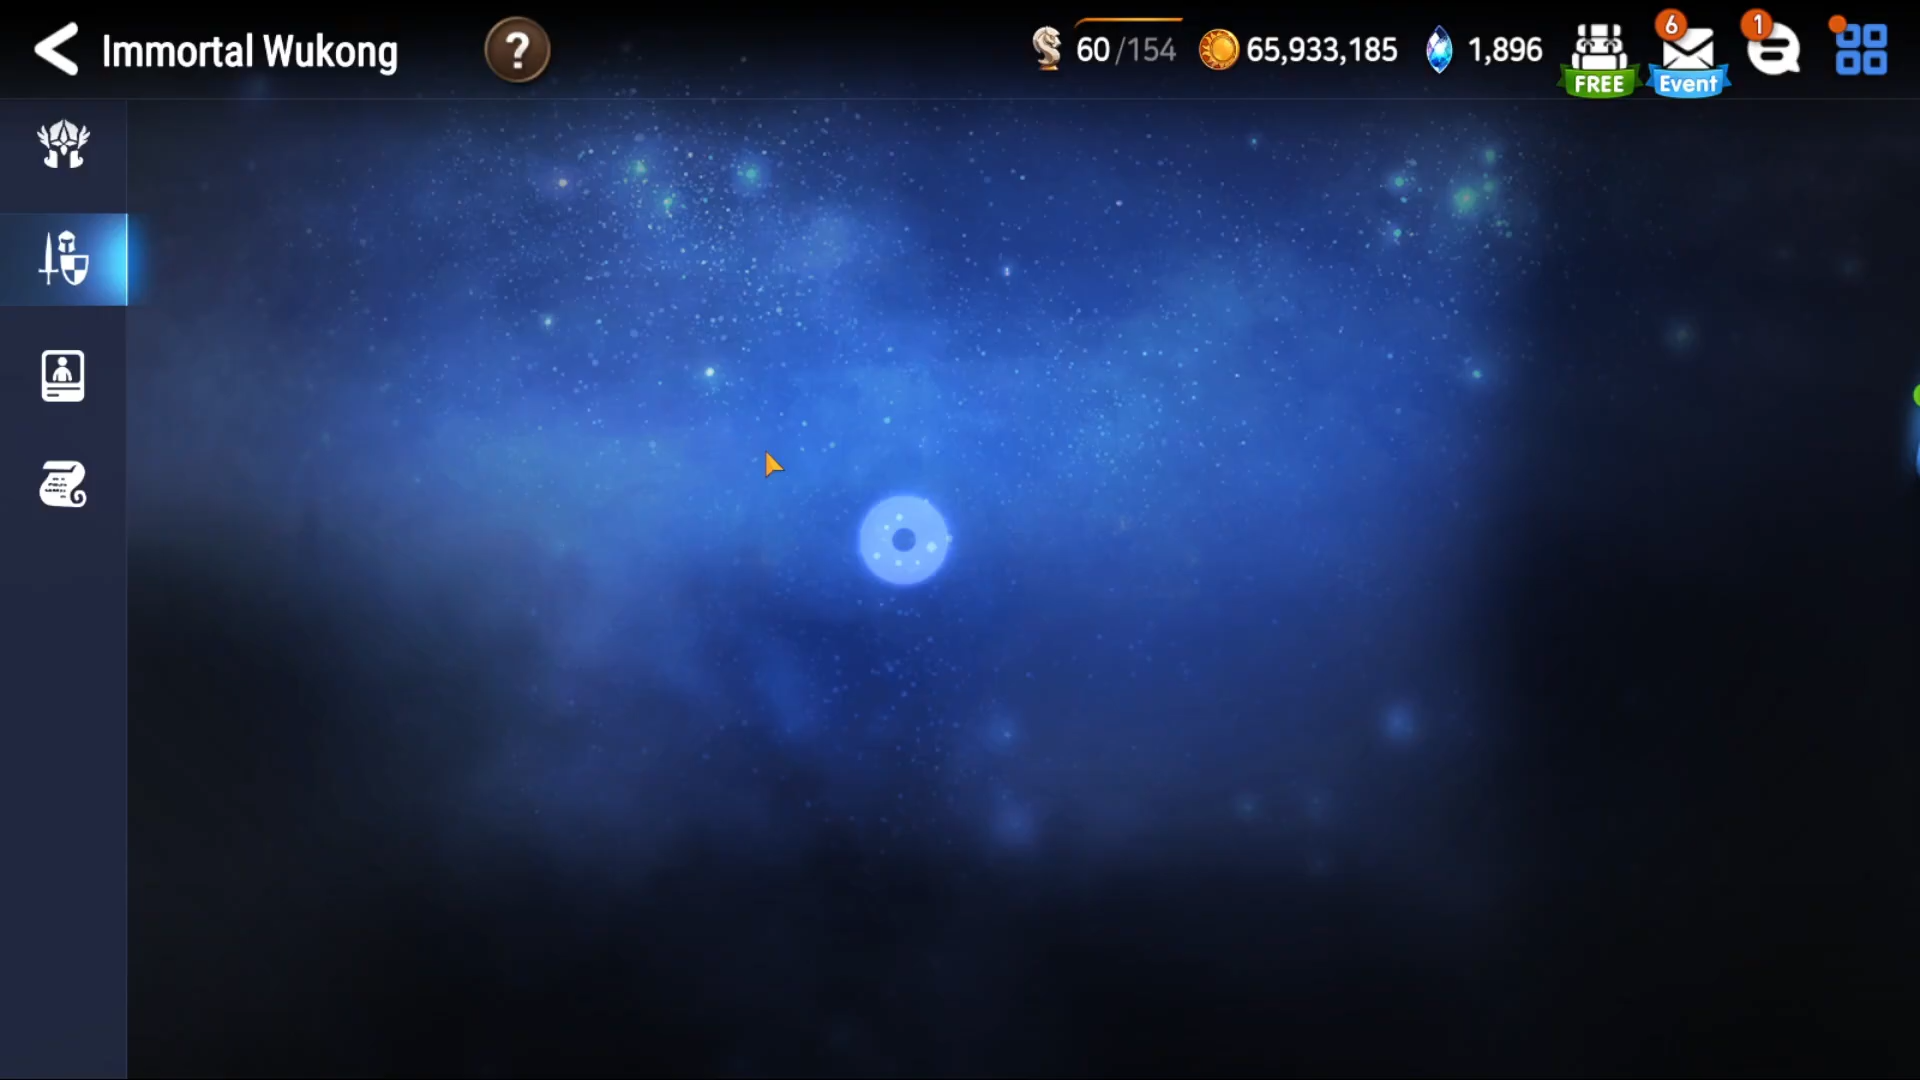 Immortal Wukong
?
60/154
65,933,185
1,896
FREE
6
Event
1